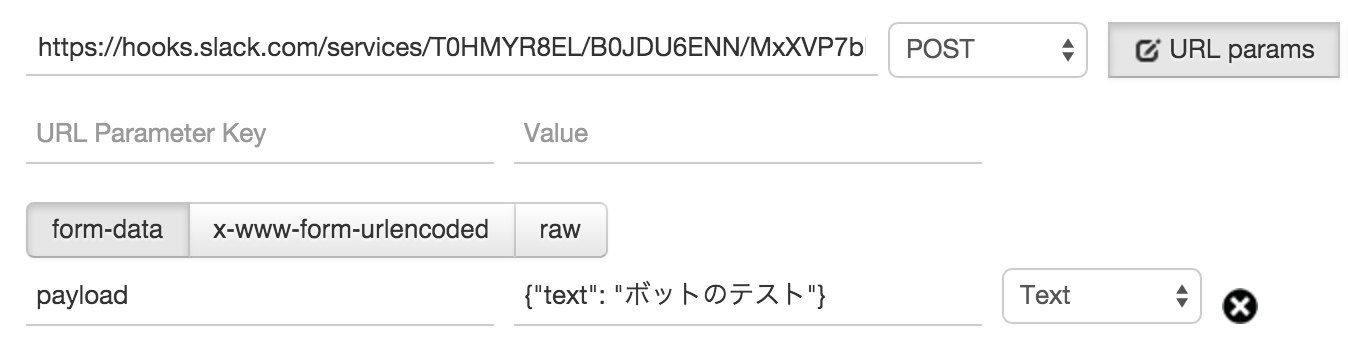 https://hooks.slack.com/services/T0HMYR8EL/B0JDU6ENN/MxXVP7b POST URL params
URL Parameter Key Value
form-data x-www-form-urlencoded raw
payload {"text": "ボットのテスト"} Text